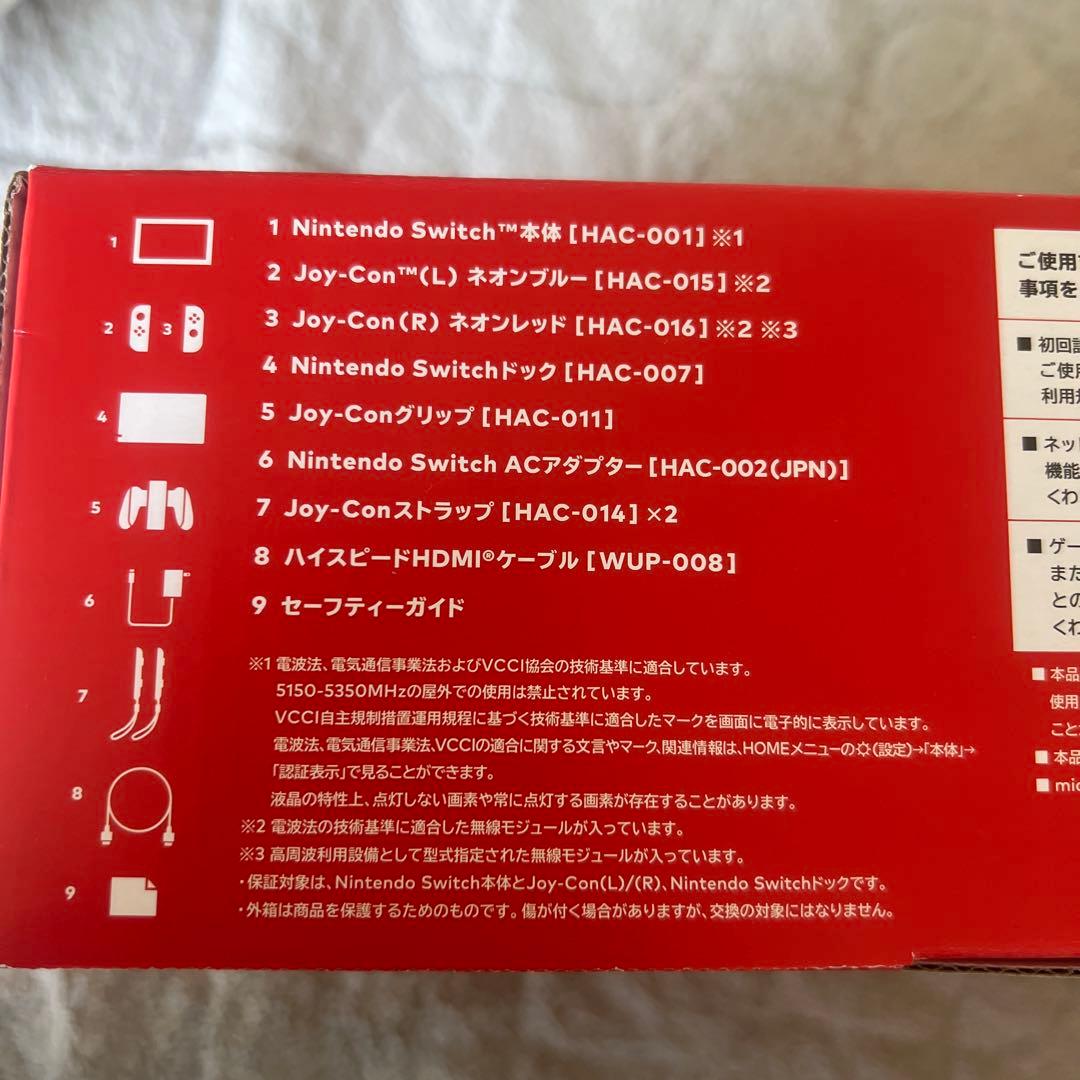 1 Nintendo Switch™本体 [HAC-001] ※1
2 Joy-Con™(L) ネオンブルー [HAC-015] ※2
3 Joy-Con(R) ネオンレッド [HAC-016] ※2 ※3
4 Nintendo Switchドック [HAC-007]
5 Joy-Conグリップ [HAC-011]
6 Nintendo Switch ACアダプター [HAC-002(JPN)]
7 Joy-Conストラップ [HAC-014] ×2
8 ハイスピードHDMI®ケーブル [WUP-008]
9 セーフティーガイド
1
2 3
4
5
6
7
8
9
※1 電波法、電気通信事業法およびVCCI協会の技術基準に適合しています。
5150-5350MHzの屋外での使用は禁止されています。
VCCI自主規制措置運用規程に基づく技術基準に適合したマークを画面に電子的に表示しています。
電波法、電気通信事業法、VCCIの適合に関する文言やマーク、関連情報は、HOMEメニューの(設定)→「本体」→
「認証表示」で見ることができます。
液晶の特性上、点灯しない画素や常に点灯する画素が存在することがあります。
※2 電波法の技術基準に適合した無線モジュールが入っています。
※3 高周波利用設備として型式指定された無線モジュールが入っています。
・保証対象は、Nintendo Switch本体とJoy-Con(L)/(R)、Nintendo Switchドックです。
・外箱は商品を保護するためのものです。傷が付く場合がありますが、交換の対象にはなりません。
ご使用
事項を
■ 初回
ご使用
利用
■ ネッ
機能
くわ
■ ゲー
また
との
くわ
■ 本品
使用
こと
■ 本品
■ mic